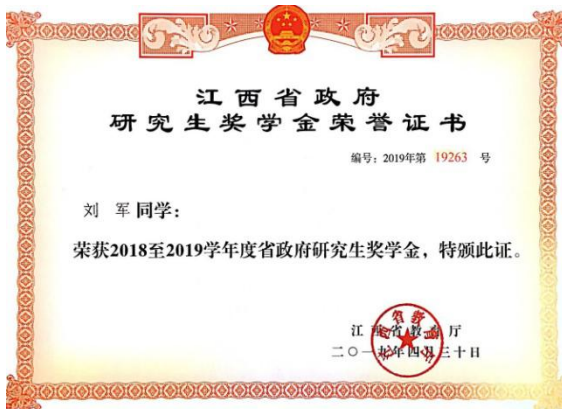 江西省政府
研究生奖学金荣誉证书
编号：2019年第 19263 号
刘 军 同学：
荣获2018至2019学年度省政府研究生奖学金，特颁此证。
江西省教育厅
二〇一九年四月三十日